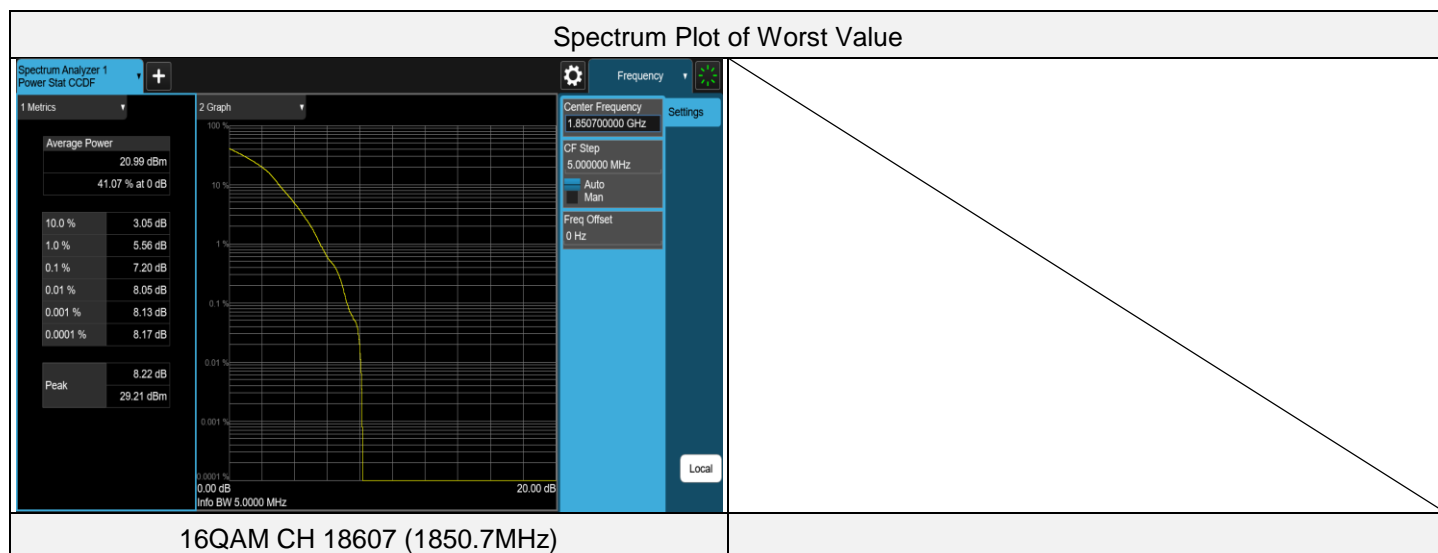 Spectrum Plot of Worst Value
Spectrum Analyzer 1
Power Stat CCDF
+
Frequency
1 Metrics
2 Graph
Average Power
20.99 dBm
41.07 % at 0 dB
10.0 % 3.05 dB
1.0 % 5.56 dB
0.1 % 7.20 dB
0.01 % 8.05 dB
0.001 % 8.13 dB
0.0001 % 8.17 dB
Peak
8.22 dB
29.21 dBm
100 %
10 %
1 %
0.1 %
0.01 %
0.001 %
0.0001 %
0.00 dB 20.00 dB
Info BW 5.0000 MHz
Center Frequency
1.850700000 GHz
Settings
CF Step
5.000000 MHz
Auto
Man
Freq Offset
0 Hz
Local
16QAM CH 18607 (1850.7MHz)